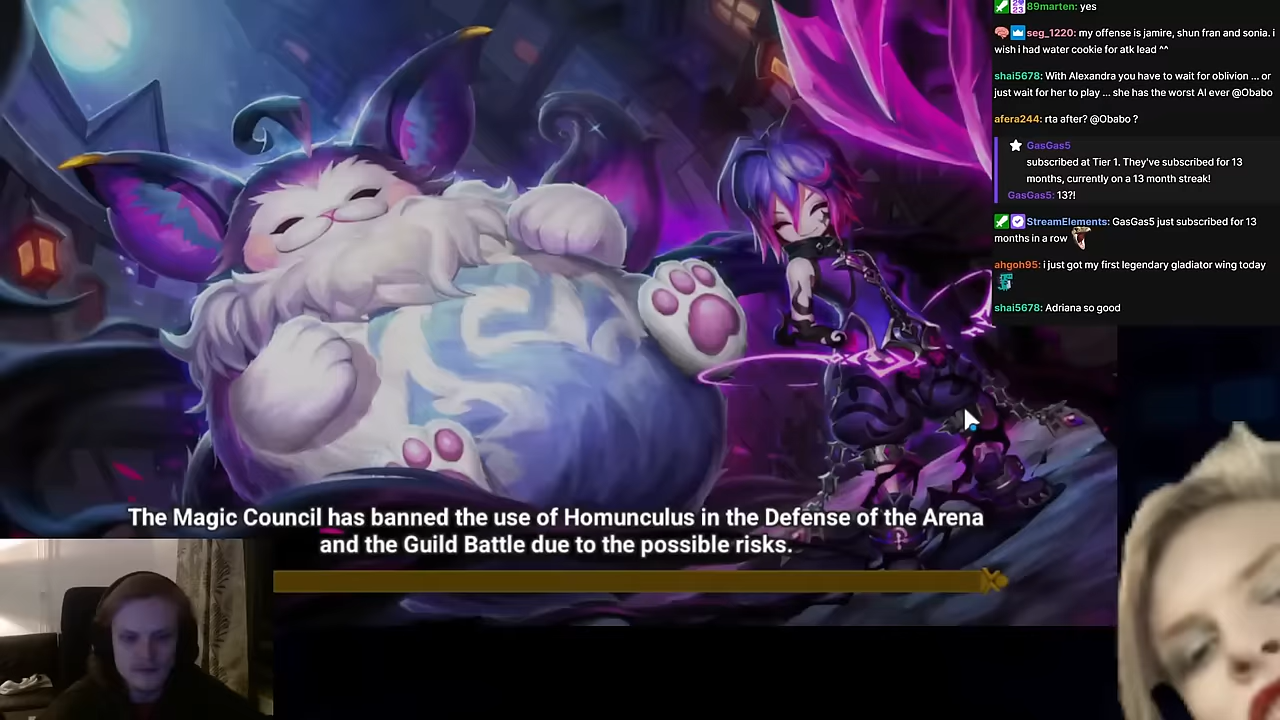 89marten: yes
seg_1220: my offense is jamire, shun fran and sonia. i
wish i had water cookie for atk lead ^^
shai5678: With Alexandra you have to wait for oblivion ... or
just wait for her to play ... she has the worst AI ever @Obabo
afera244: rta after? @Obabo ?
GasGas5
subscribed at Tier 1. They've subscribed for 13
months, currently on a 13 month streak!
GasGas5: 13?!
StreamElements: GasGas5 just subscribed for 13
months in a row
ahgoh95: i just got my first legendary gladiator wing today
shai5678: Adriana so good
The Magic Council has banned the use of Homunculus in the Defense of the Arena
and the Guild Battle due to the possible risks.